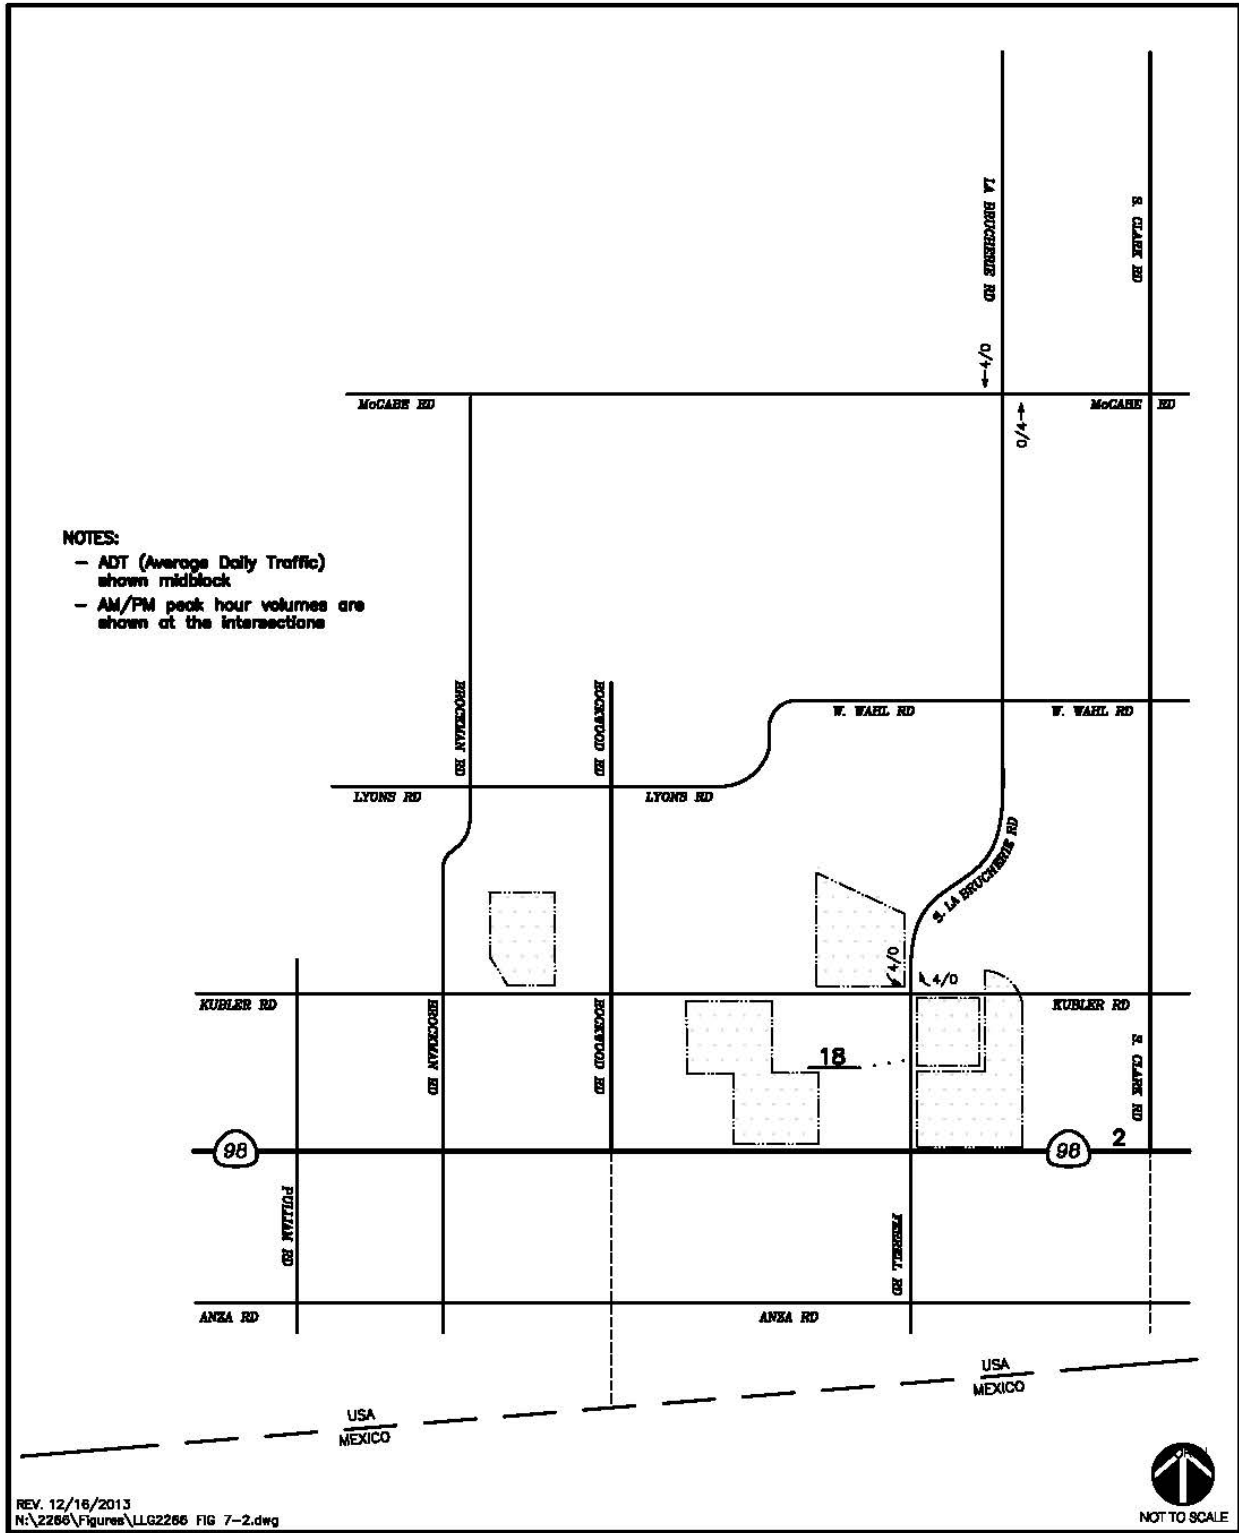 LA BRUCHERIE RD
S. CLARK RD
4/0
McCABE RD
McCABE RD
0/4
NOTES:
– ADT (Average Daily Traffic)
shown midblock
– AM/PM peak hour volumes are
shown at the intersections
BROCKMAN RD
ROCKWOOD RD
W. WAHL RD
W. WAHL RD
LYONS RD
LYONS RD
S. LA BRUCHERIE RD
4/0
4/0
KUBLER RD
KUBLER RD
BROCKMAN RD
ROCKWOOD RD
18
S. CLARK RD
98
98
2
PULLIAM RD
FERRELL RD
ANZA RD
ANZA RD
USA
MEXICO
USA
MEXICO
REV. 12/16/2013
N:\2266\Figures\LLG2266 FIG 7-2.dwg
NOT TO SCALE